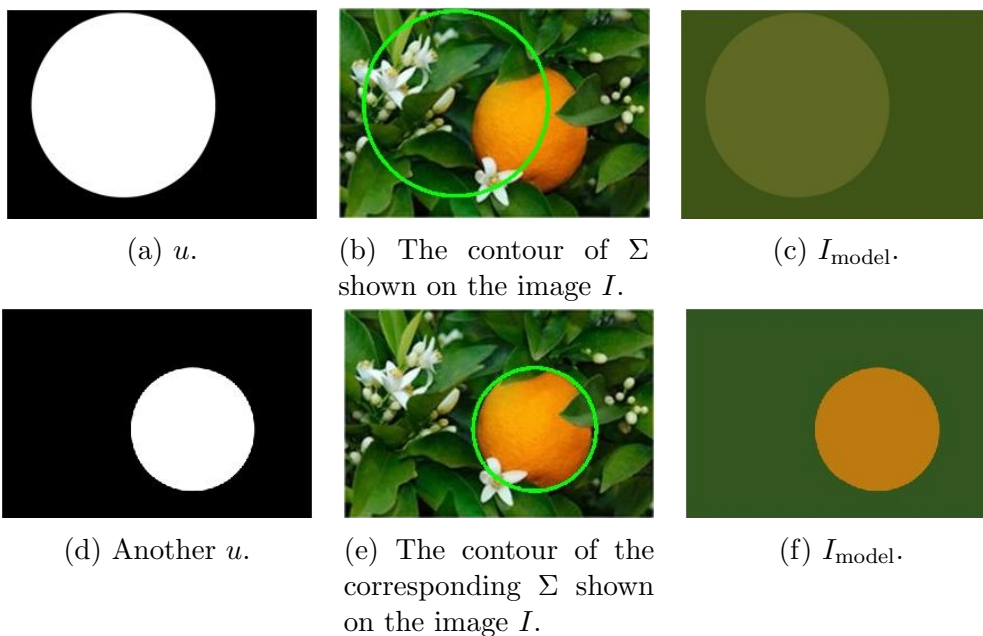 (a) u.
(b) The contour of Σ
shown on the image I.
(c) I_model.
(d) Another u.
(e) The contour of the
corresponding Σ shown
on the image I.
(f) I_model.